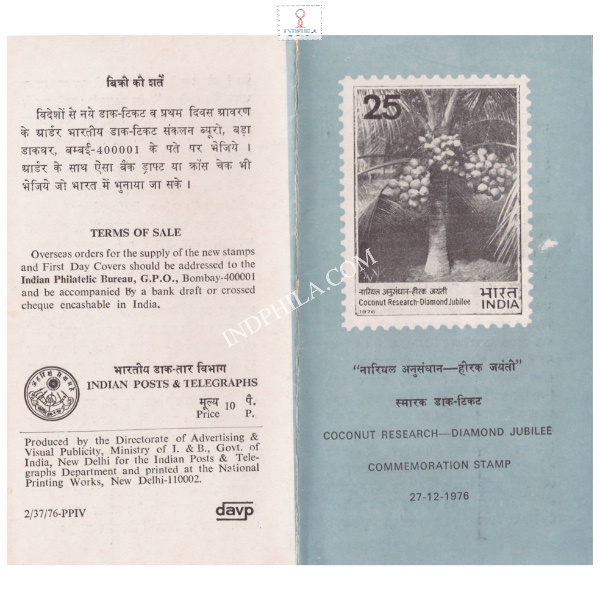 INDPHILA
बिक्री की शर्तें
विदेशों से नये डाक-टिकट व प्रथम दिवस आवरण
के आर्डर भारतीय डाक-टिकट संकलन ब्यूरो, बड़ा
डाकघर, बम्बई-400001 के पते पर भेजिये ।
आर्डर के साथ ऐसा बैंक ड्राफ्ट या क्रॉस चेक भी
भेजिये जो भारत में भुनाया जा सके ।
TERMS OF SALE
Overseas orders for the supply of the new stamps
and First Day Covers should be addressed to the
Indian Philatelic Bureau, G.P.O., Bombay-400001
and be accompanied by a bank draft or crossed
cheque encashable in India.
भारतीय डाक-तार विभाग
INDIAN POSTS & TELEGRAPHS
मूल्य 10 पै.
Price P.
Produced by the Directorate of Advertising &
Visual Publicity, Ministry of I. & B., Govt. of
India, New Delhi for the Indian Posts & Tele-
graphs Department and printed at the National
Printing Works, New Delhi-110002.
2/37/76-PPIV
davp
25
नारियल अनुसंधान-हीरक जयंती
Coconut Research-Diamond Jubilee
1976
भारत
INDIA
"नारियल अनुसंधान—हीरक जयंती"
स्मारक डाक-टिकट
COCONUT RESEARCH—DIAMOND JUBILEE
COMMEMORATION STAMP
27-12-1976
INDPHILA.COM